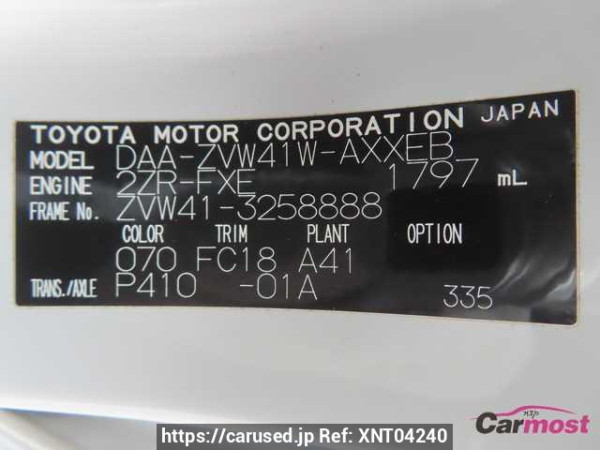 TOYOTA MOTOR CORPORATION JAPAN
MODEL DAA-ZVW41W-AXXEB
ENGINE 2ZR-FXE 1797 mL
FRAME No. ZVW41-3258888
COLOR TRIM PLANT OPTION
070 FC18 A41
TRANS./AXLE P410 -01A 335
Carmost
https://carused.jp Ref: XNT04240